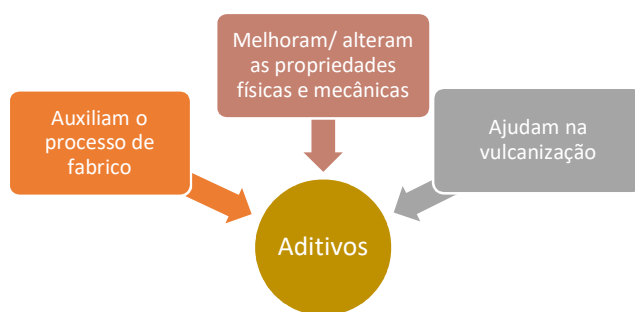 Melhoram/ alteram
as propriedades
físicas e mecânicas
Auxiliam o
processo de
fabrico
Ajudam na
vulcanização
Aditivos